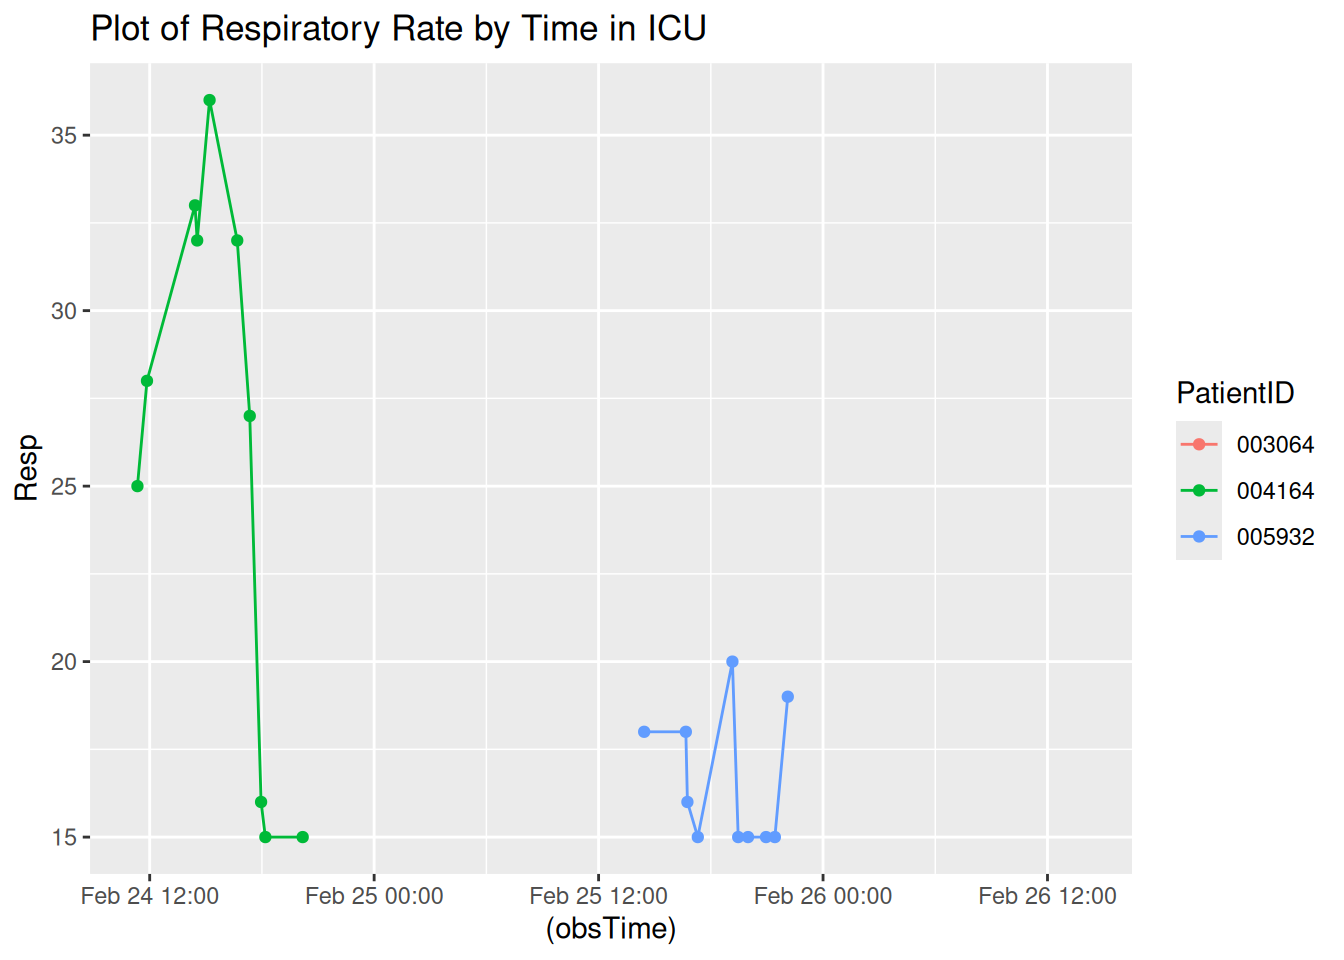 Plot of Respiratory Rate by Time in ICU
35
30
25
20
15
Resp
Feb 24 12:00 Feb 25 00:00 Feb 25 12:00 Feb 26 00:00 Feb 26 12:00
(obsTime)
PatientID
003064
004164
005932